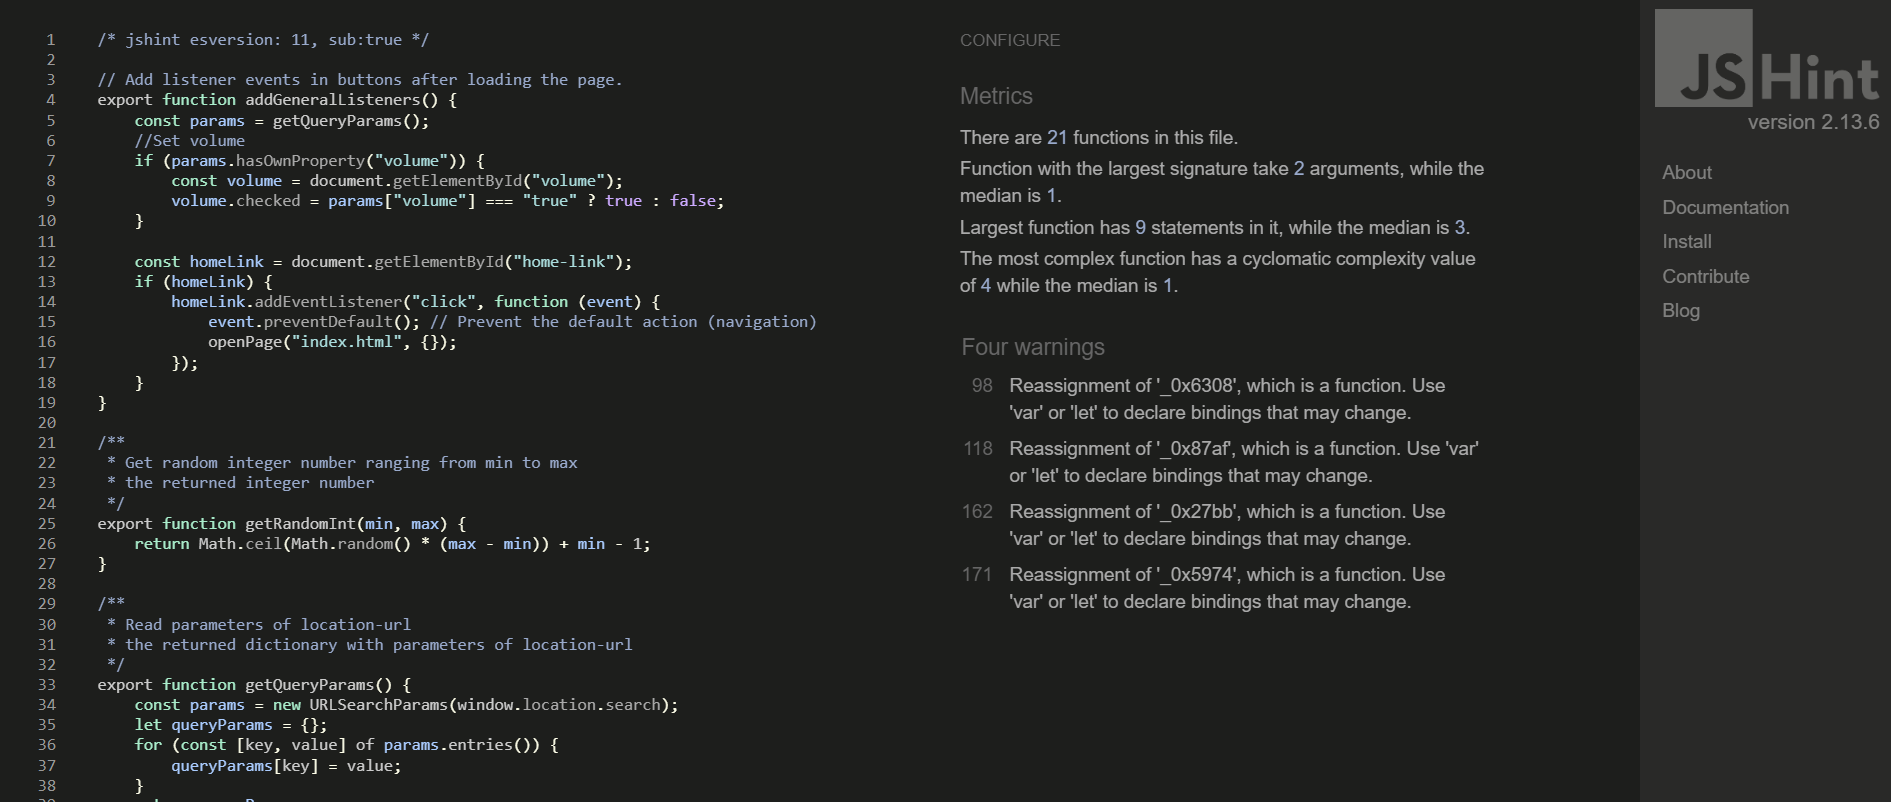 1 /* jshint esversion: 11, sub:true */
2
3 // Add listener events in buttons after loading the page.
4 export function addGeneralListeners() {
5 const params = getQueryParams();
6 //Set volume
7 if (params.hasOwnProperty("volume")) {
8 const volume = document.getElementById("volume");
9 volume.checked = params["volume"] === "true" ? true : false;
10 }
11
12 const homeLink = document.getElementById("home-link");
13 if (homeLink) {
14 homeLink.addEventListener("click", function (event) {
15 event.preventDefault(); // Prevent the default action (navigation)
16 openPage("index.html", {});
17 });
18 }
19 }
20
21 /**
22 * Get random integer number ranging from min to max
23 * the returned integer number
24 */
25 export function getRandomInt(min, max) {
26 return Math.ceil(Math.random() * (max - min)) + min - 1;
27 }
28
29 /**
30 * Read parameters of location-url
31 * the returned dictionary with parameters of location-url
32 */
33 export function getQueryParams() {
34 const params = new URLSearchParams(window.location.search);
35 let queryParams = {};
36 for (const [key, value] of params.entries()) {
37 queryParams[key] = value;
38 }
CONFIGURE
Metrics
There are 21 functions in this file.
Function with the largest signature take 2 arguments, while the
median is 1.
Largest function has 9 statements in it, while the median is 3.
The most complex function has a cyclomatic complexity value
of 4 while the median is 1.
Four warnings
98 Reassignment of '_0x6308', which is a function. Use
'var' or 'let' to declare bindings that may change.
118 Reassignment of '_0x87af', which is a function. Use 'var'
or 'let' to declare bindings that may change.
162 Reassignment of '_0x27bb', which is a function. Use
'var' or 'let' to declare bindings that may change.
171 Reassignment of '_0x5974', which is a function. Use
'var' or 'let' to declare bindings that may change.
JSHint
version 2.13.6
About
Documentation
Install
Contribute
Blog